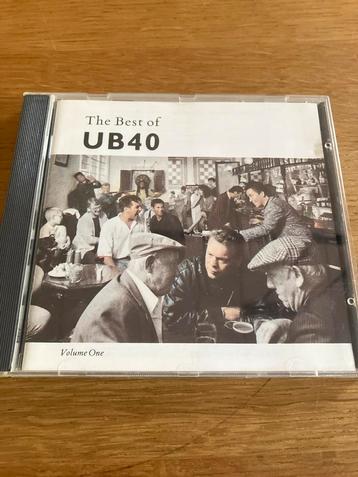 The Best of
UB40
Volume One